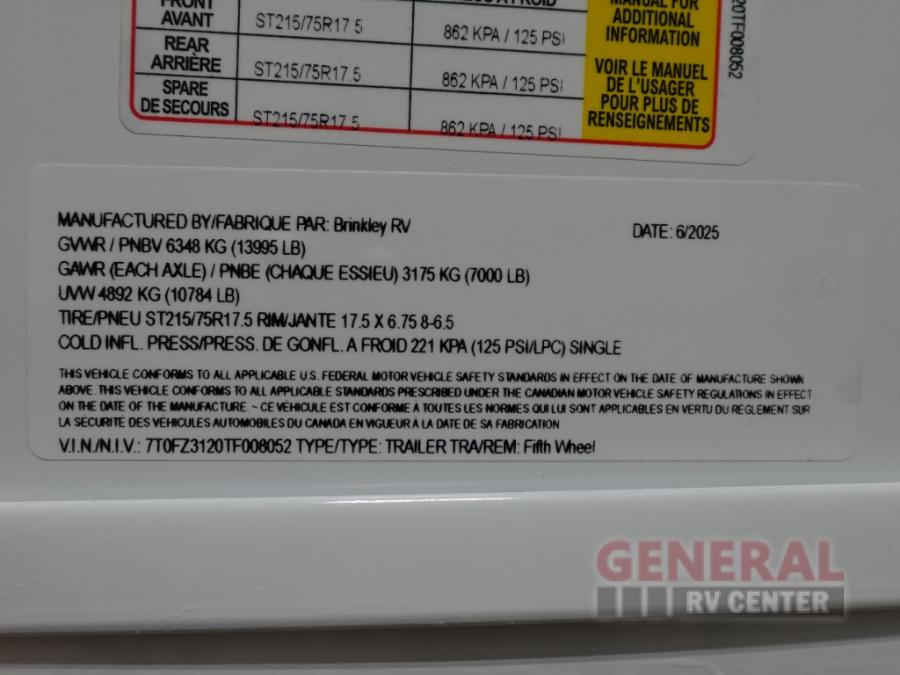 FRONT
AVANT ST215/75R17.5 862 KPA / 125 PSI
REAR
ARRIÈRE ST215/75R17.5 862 KPA / 125 PSI
SPARE
DE SECOURS ST215/75R17.5 862 KPA / 125 PSI
MANUAL FOR
ADDITIONAL
INFORMATION
VOIR LE MANUEL
DE L'USAGER
POUR PLUS DE
RENSEIGNEMENTS
20TF008052
MANUFACTURED BY/FABRIQUE PAR: Brinkley RV DATE: 6/2025
GVWR / PNBV 6348 KG (13995 LB)
GAWR (EACH AXLE) / PNBE (CHAQUE ESSIEU) 3175 KG (7000 LB)
UVW 4892 KG (10784 LB)
TIRE/PNEU ST215/75R17.5 RIM/JANTE 17.5 X 6.75 8-6.5
COLD INFL. PRESS/PRESS. DE GONFL. A FROID 221 KPA (125 PSI/LPC) SINGLE
THIS VEHICLE CONFORMS TO ALL APPLICABLE U.S. FEDERAL MOTOR VEHICLE SAFETY STANDARDS IN EFFECT ON THE DATE OF MANUFACTURE SHOWN
ABOVE. THIS VEHICLE CONFORMS TO ALL APPLICABLE STANDARDS PRESCRIBED UNDER THE CANADIAN MOTOR VEHICLE SAFETY REGULATIONS IN EFFECT
ON THE DATE OF THE MANUFACTURE. ~ CE VEHICULE EST CONFORME A TOUTES LES NORMES QUI LUI SONT APPLICABLES EN VERTU DU REGLEMENT SUR
LA SECURITE DES VEHICULES AUTOMOBILES DU CANADA EN VIGUEUR A LA DATE DE SA FABRICATION
V.I.N./N.I.V.: 7T0FZ3120TF008052 TYPE/TYPE: TRAILER TRA/REM: Fifth Wheel
GENERAL
RV CENTER